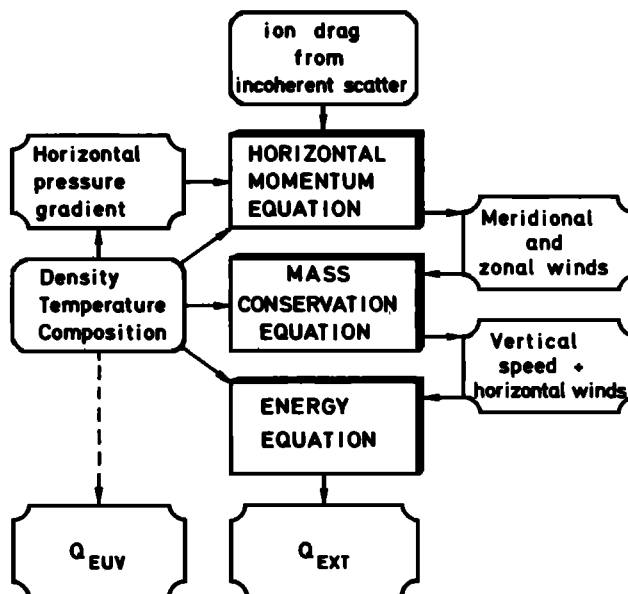 ion drag
from
incoherent scatter
Horizontal
pressure
gradient
HORIZONTAL
MOMENTUM
EQUATION
Meridional
and
zonal winds
Density
Temperature
Composition
MASS
CONSERVATION
EQUATION
Vertical
speed +
horizontal winds
ENERGY
EQUATION
Q EUV
Q EXT